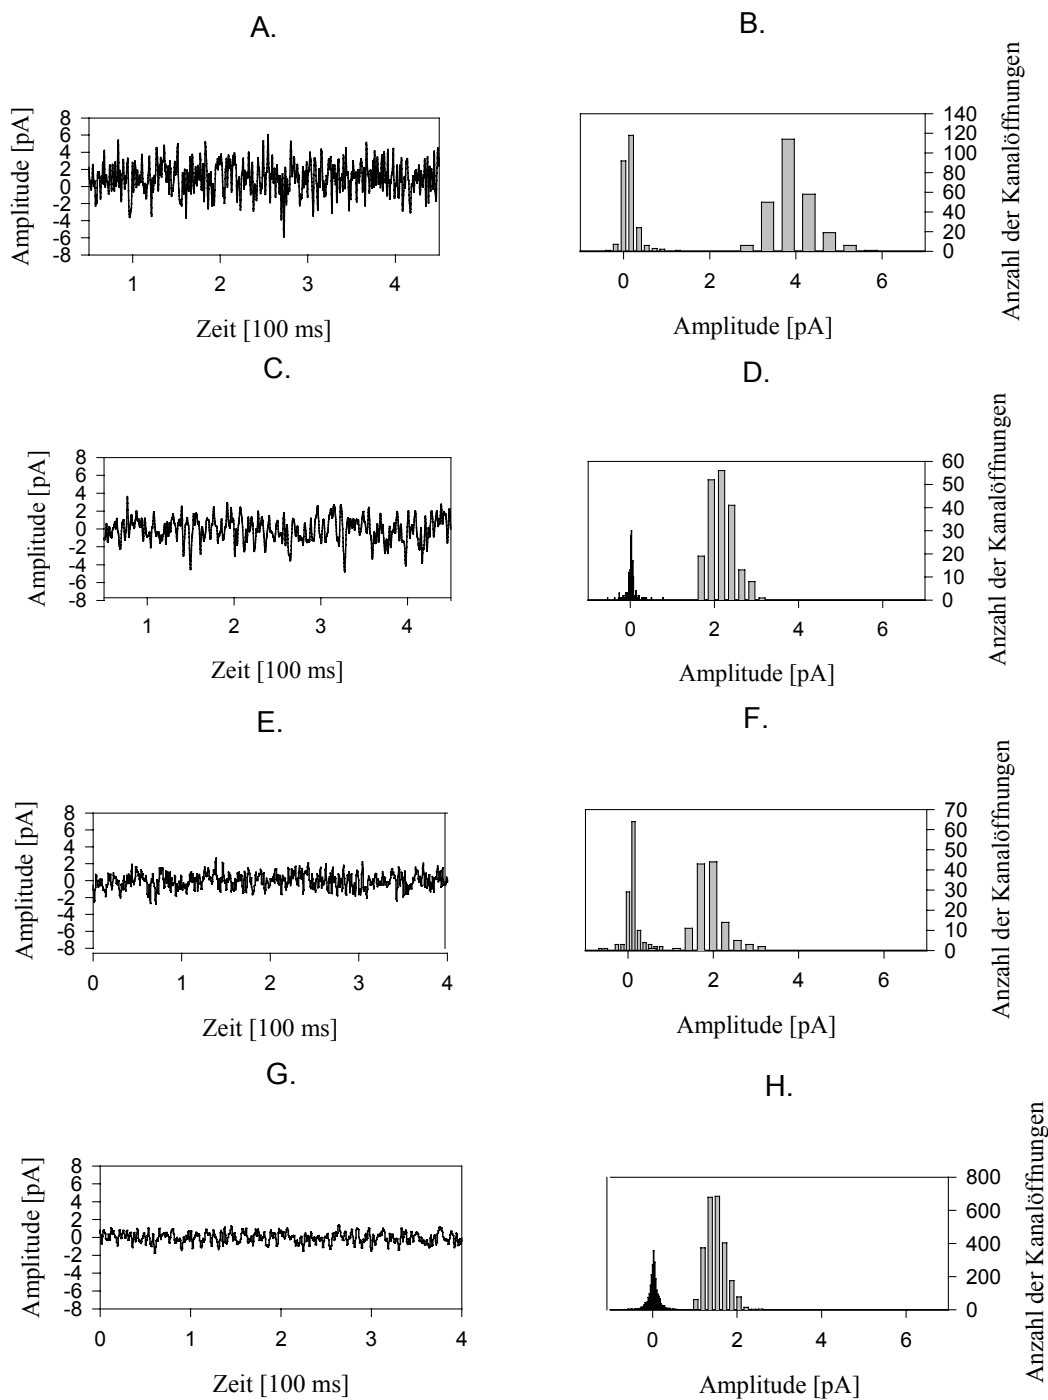 A.
B.
Amplitude [pA]
8
6
4
2
0
-2
-4
-6
-8
1 2 3 4
Zeit [100 ms]
140
120
100
80
60
40
20
0
Anzahl der Kanalöffnungen
0 2 4 6
Amplitude [pA]
C.
D.
Amplitude [pA]
8
6
4
2
0
-2
-4
-6
-8
1 2 3 4
Zeit [100 ms]
60
50
40
30
20
10
0
Anzahl der Kanalöffnungen
0 2 4 6
Amplitude [pA]
E.
F.
Amplitude [pA]
8
6
4
2
0
-2
-4
-6
-8
0 1 2 3 4
Zeit [100 ms]
70
60
50
40
30
20
10
0
Anzahl der Kanalöffnungen
0 2 4 6
Amplitude [pA]
G.
H.
Amplitude [pA]
8
6
4
2
0
-2
-4
-6
-8
0 1 2 3 4
Zeit [100 ms]
800
600
400
200
0
Anzahl der Kanalöffnungen
0 2 4 6
Amplitude [pA]